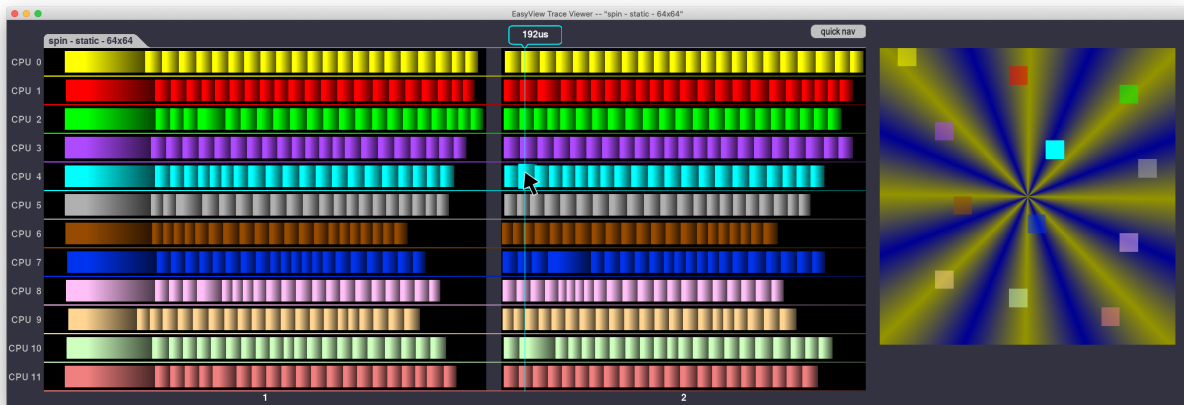 EasyView Trace Viewer -- "spin - static - 64x64"
192us
quick nav
spin - static - 64x64
CPU 0
CPU 1
CPU 2
CPU 3
CPU 4
CPU 5
CPU 6
CPU 7
CPU 8
CPU 9
CPU 10
CPU 11
1
2